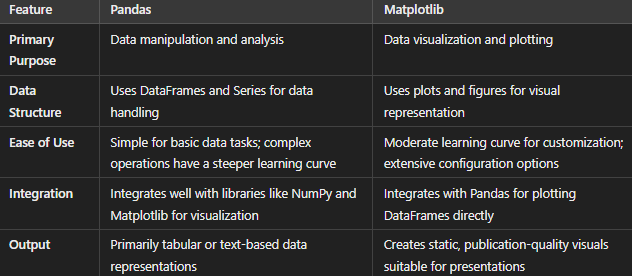 Feature Pandas Matplotlib
Primary Data manipulation and analysis Data visualization and plotting
Purpose
Data Uses DataFrames and Series for data Uses plots and figures for visual
Structure handling representation
Ease of Use Simple for basic data tasks; complex Moderate learning curve for customization;
operations have a steeper learning curve extensive configuration options
Integration Integrates well with libraries like NumPy and Integrates with Pandas for plotting
Matplotlib for visualization DataFrames directly
Output Primarily tabular or text-based data Creates static, publication-quality visuals
representations suitable for presentations